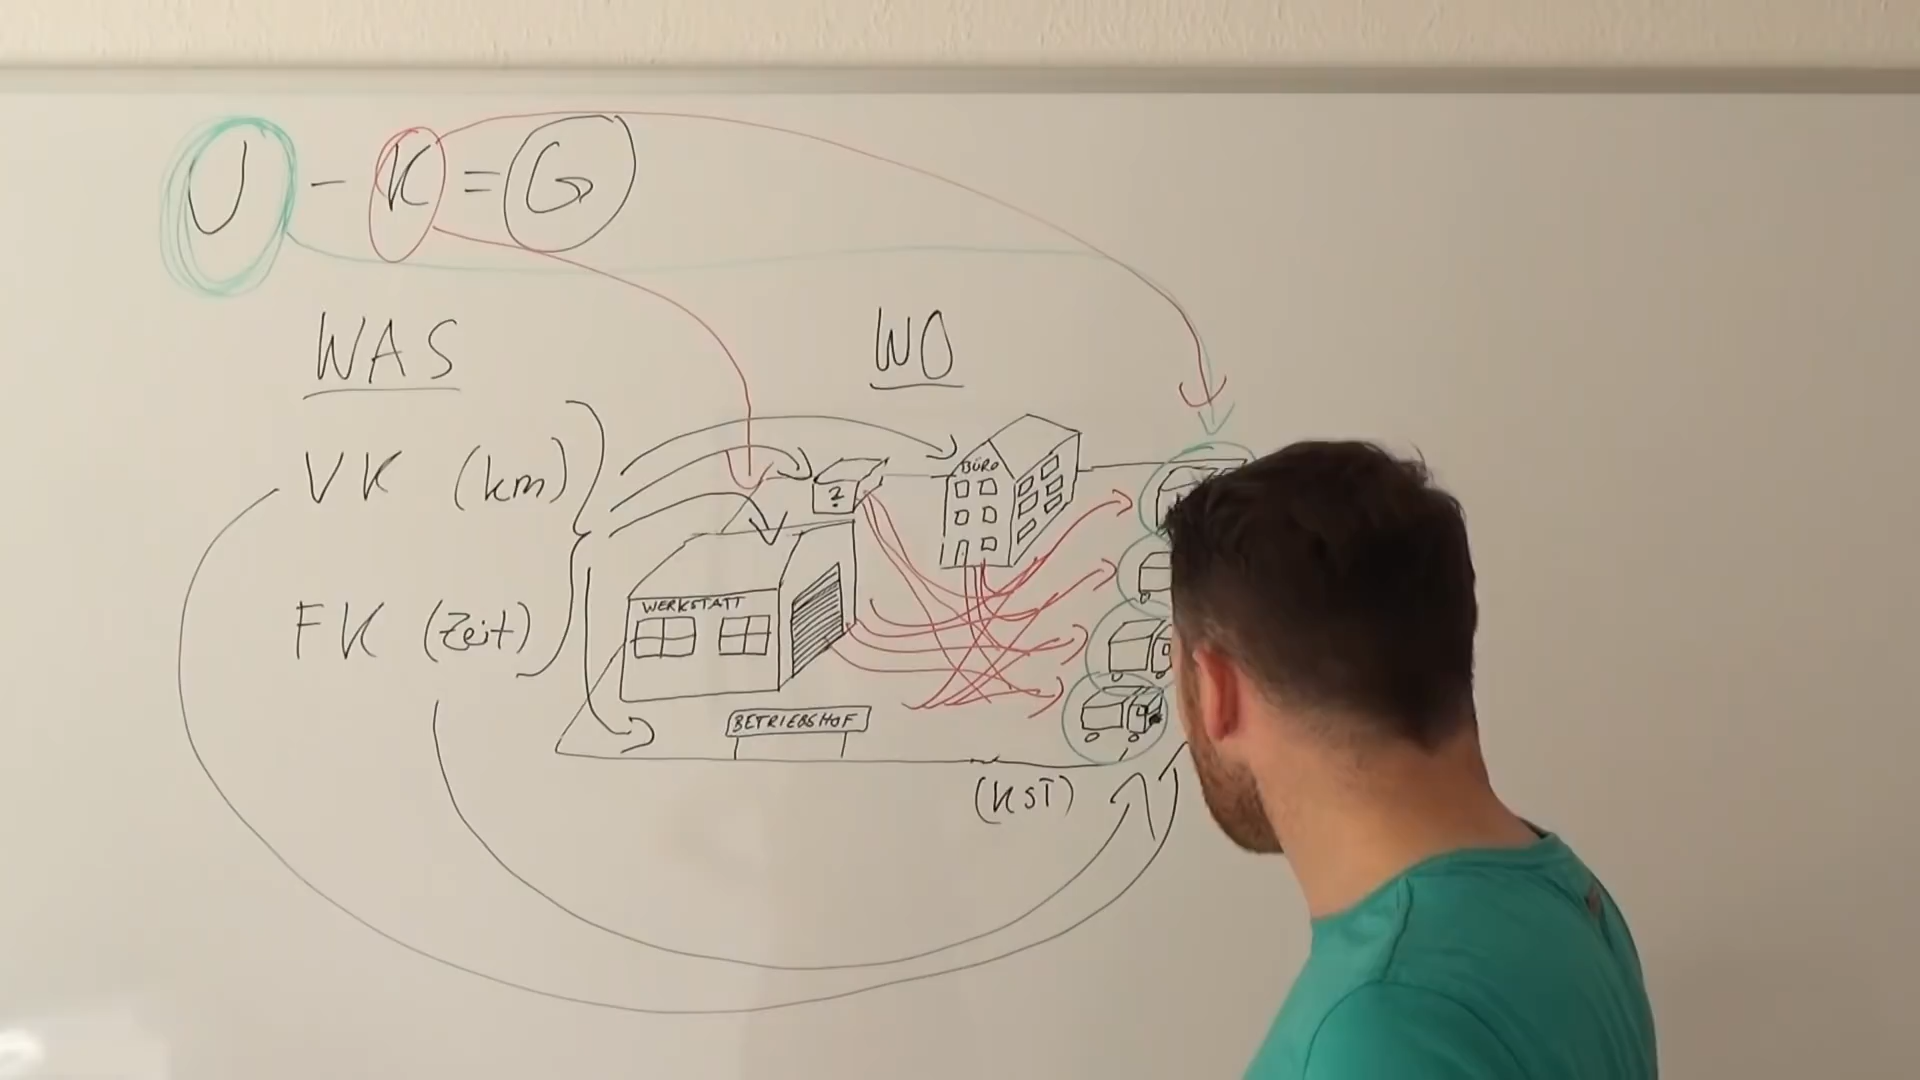 U - K = G
WAS
WO
VK (km)
BÜRO
?
FK (Zeit)
WERKSTATT
BETRIEBSHOF
(KST)